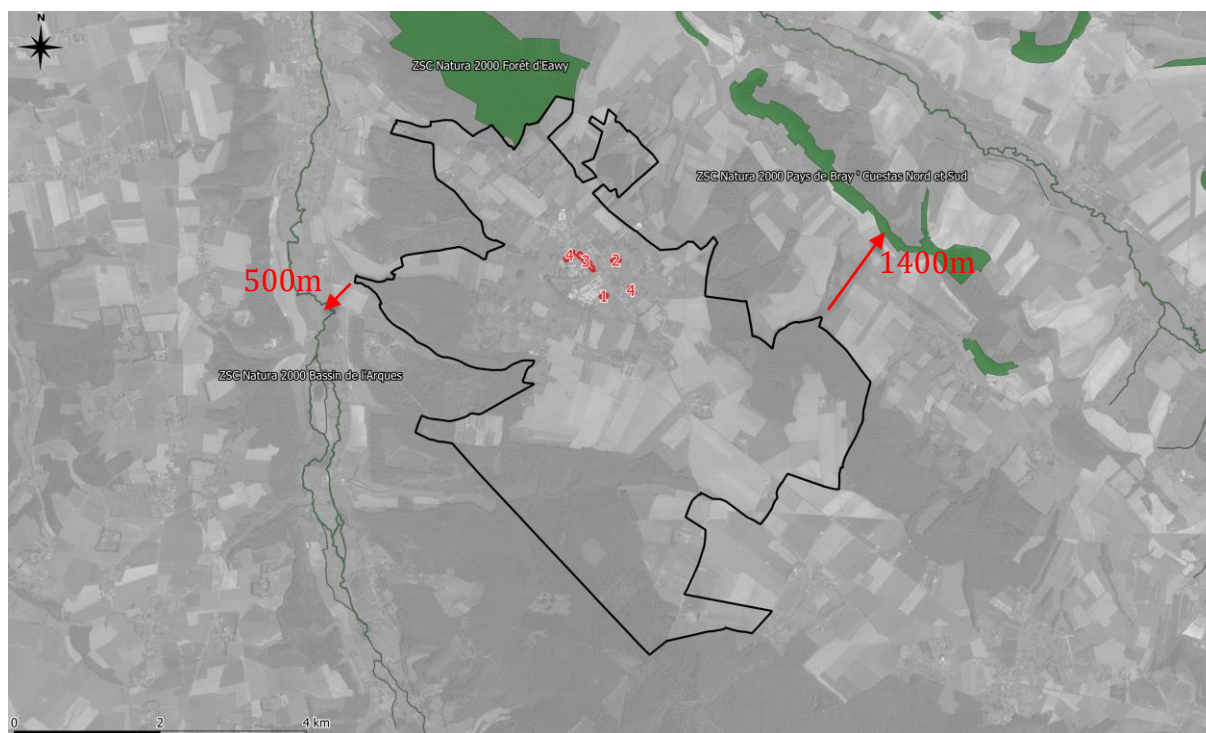 N
ZSC Natura 2000 Forêt d'Eawy
ZSC Natura 2000 Pays de Bray ' Cuestas Nord et Sud
4
3
2
500m
1400m
1
4
ZSC Natura 2000 Bassin de l'Arques
0
2
4 km